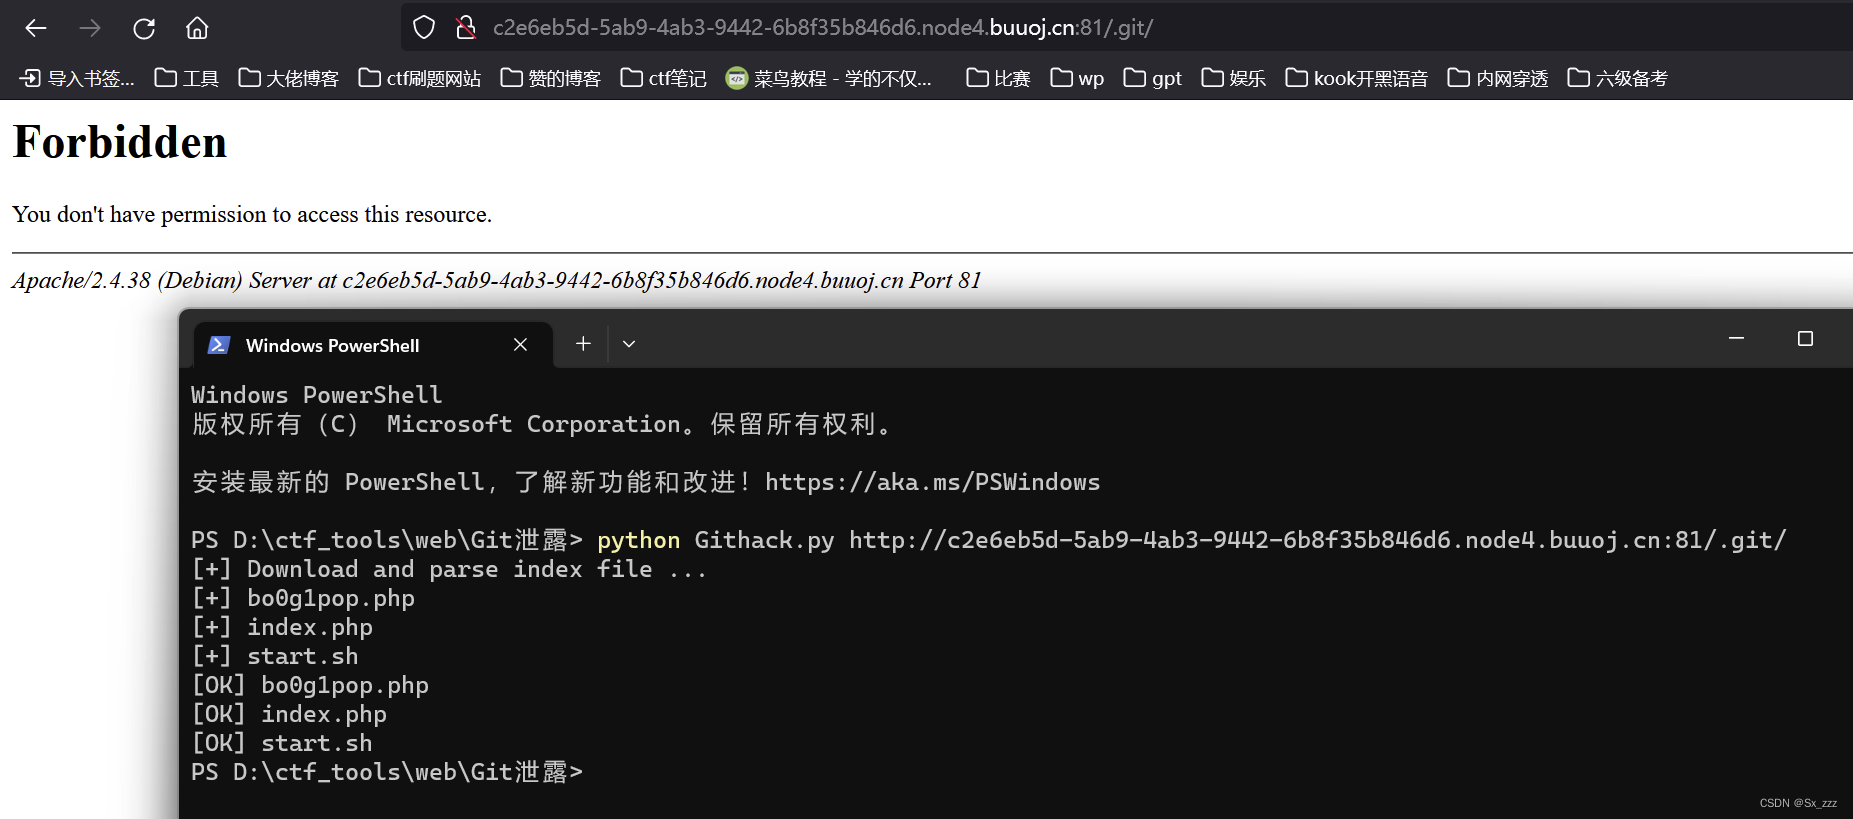 c2e6eb5d-5ab9-4ab3-9442-6b8f35b846d6.node4.buuoj.cn:81/.git/
导入书签... 工具 大佬博客 ctf刷题网站 赞的博客 ctf笔记 菜鸟教程 - 学的不仅... 比赛 wp gpt 娱乐 kook开黑语音 内网穿透 六级备考
Forbidden
You don't have permission to access this resource.
Apache/2.4.38 (Debian) Server at c2e6eb5d-5ab9-4ab3-9442-6b8f35b846d6.node4.buuoj.cn Port 81
Windows PowerShell
Windows PowerShell
版权所有（C） Microsoft Corporation。保留所有权利。
安装最新的 PowerShell，了解新功能和改进！https://aka.ms/PSWindows
PS D:\ctf_tools\web\Git泄露> python Githack.py http://c2e6eb5d-5ab9-4ab3-9442-6b8f35b846d6.node4.buuoj.cn:81/.git/
[+] Download and parse index file ...
[+] bo0g1pop.php
[+] index.php
[+] start.sh
[OK] bo0g1pop.php
[OK] index.php
[OK] start.sh
PS D:\ctf_tools\web\Git泄露>
CSDN @Sx_zzz